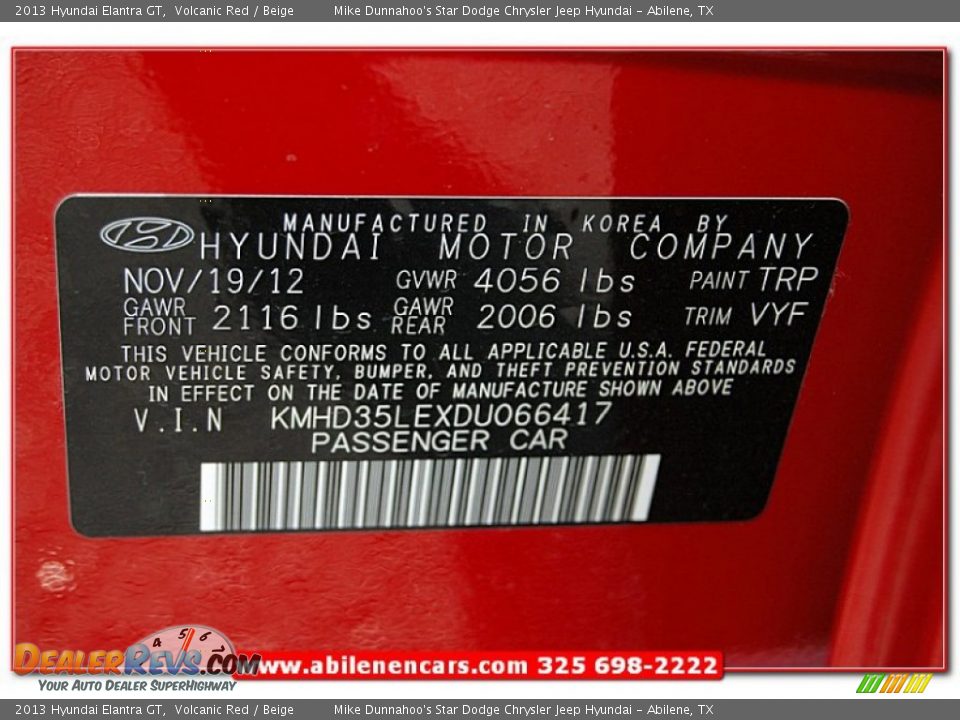 2013 Hyundai Elantra GT, Volcanic Red / Beige Mike Dunnahoo's Star Dodge Chrysler Jeep Hyundai - Abilene, TX
MANUFACTURED IN KOREA BY
HYUNDAI MOTOR COMPANY
NOV/19/12 GVWR 4056 lbs PAINT TRP
GAWR FRONT 2116 lbs GAWR REAR 2006 lbs TRIM VYF
THIS VEHICLE CONFORMS TO ALL APPLICABLE U.S.A. FEDERAL
MOTOR VEHICLE SAFETY, BUMPER, AND THEFT PREVENTION STANDARDS
IN EFFECT ON THE DATE OF MANUFACTURE SHOWN ABOVE
V.I.N KMHD35LEXDU066417
PASSENGER CAR
4 5 6 7
DEALERREVS.COM www.abilenencars.com 325 698-2222
YOUR AUTO DEALER SUPERHIGHWAY
2013 Hyundai Elantra GT, Volcanic Red / Beige Mike Dunnahoo's Star Dodge Chrysler Jeep Hyundai - Abilene, TX